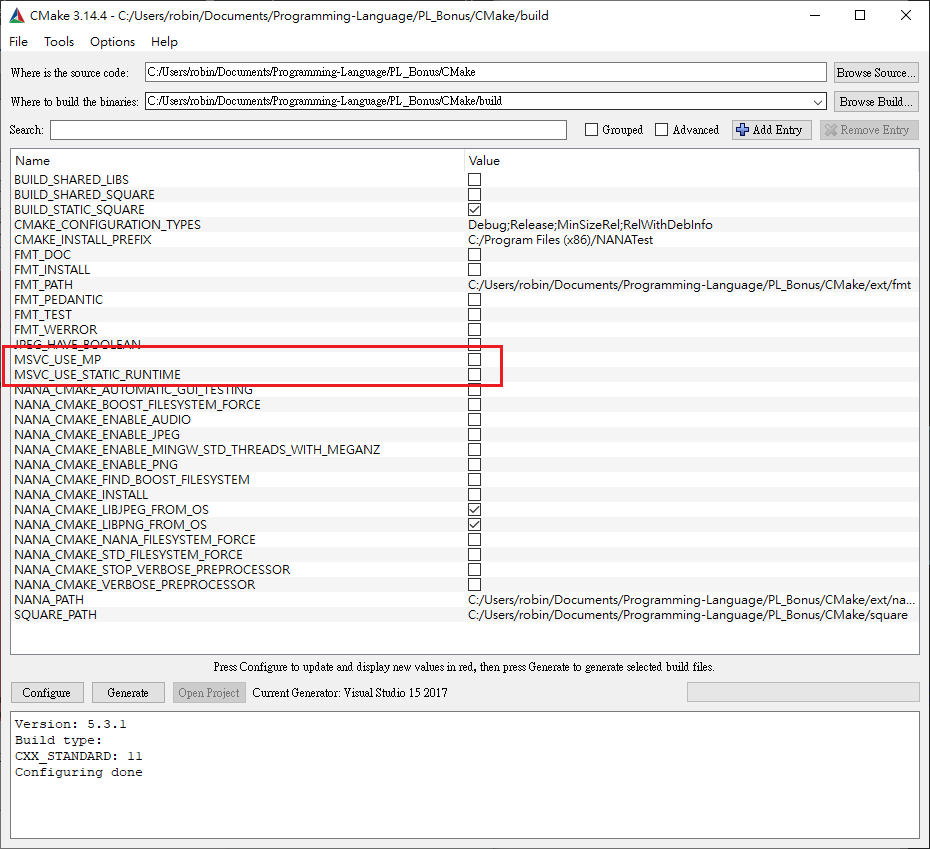 CMake 3.14.4 - C:/Users/robin/Documents/Programming-Language/PL_Bonus/CMake/build
File Tools Options Help
Where is the source code: C:/Users/robin/Documents/Programming-Language/PL_Bonus/CMake Browse Source...
Where to build the binaries: C:/Users/robin/Documents/Programming-Language/PL_Bonus/CMake/build Browse Build...
Search: Grouped Advanced Add Entry Remove Entry
Name Value
BUILD_SHARED_LIBS
BUILD_SHARED_SQUARE
BUILD_STATIC_SQUARE
CMAKE_CONFIGURATION_TYPES Debug;Release;MinSizeRel;RelWithDebInfo
CMAKE_INSTALL_PREFIX C:/Program Files (x86)/NANATest
FMT_DOC
FMT_INSTALL
FMT_PATH C:/Users/robin/Documents/Programming-Language/PL_Bonus/CMake/ext/fmt
FMT_PEDANTIC
FMT_TEST
FMT_WERROR
JPEG_HAVE_BOOLEAN
MSVC_USE_MP
MSVC_USE_STATIC_RUNTIME
NANA_CMAKE_AUTOMATIC_GUI_TESTING
NANA_CMAKE_BOOST_FILESYSTEM_FORCE
NANA_CMAKE_ENABLE_AUDIO
NANA_CMAKE_ENABLE_JPEG
NANA_CMAKE_ENABLE_MINGW_STD_THREADS_WITH_MEGANZ
NANA_CMAKE_ENABLE_PNG
NANA_CMAKE_FIND_BOOST_FILESYSTEM
NANA_CMAKE_INSTALL
NANA_CMAKE_LIBJPEG_FROM_OS
NANA_CMAKE_LIBPNG_FROM_OS
NANA_CMAKE_NANA_FILESYSTEM_FORCE
NANA_CMAKE_STD_FILESYSTEM_FORCE
NANA_CMAKE_STOP_VERBOSE_PREPROCESSOR
NANA_CMAKE_VERBOSE_PREPROCESSOR
NANA_PATH C:/Users/robin/Documents/Programming-Language/PL_Bonus/CMake/ext/na...
SQUARE_PATH C:/Users/robin/Documents/Programming-Language/PL_Bonus/CMake/square
Press Configure to update and display new values in red, then press Generate to generate selected build files.
Configure Generate Open Project Current Generator: Visual Studio 15 2017
Version: 5.3.1
Build type:
CXX_STANDARD: 11
Configuring done